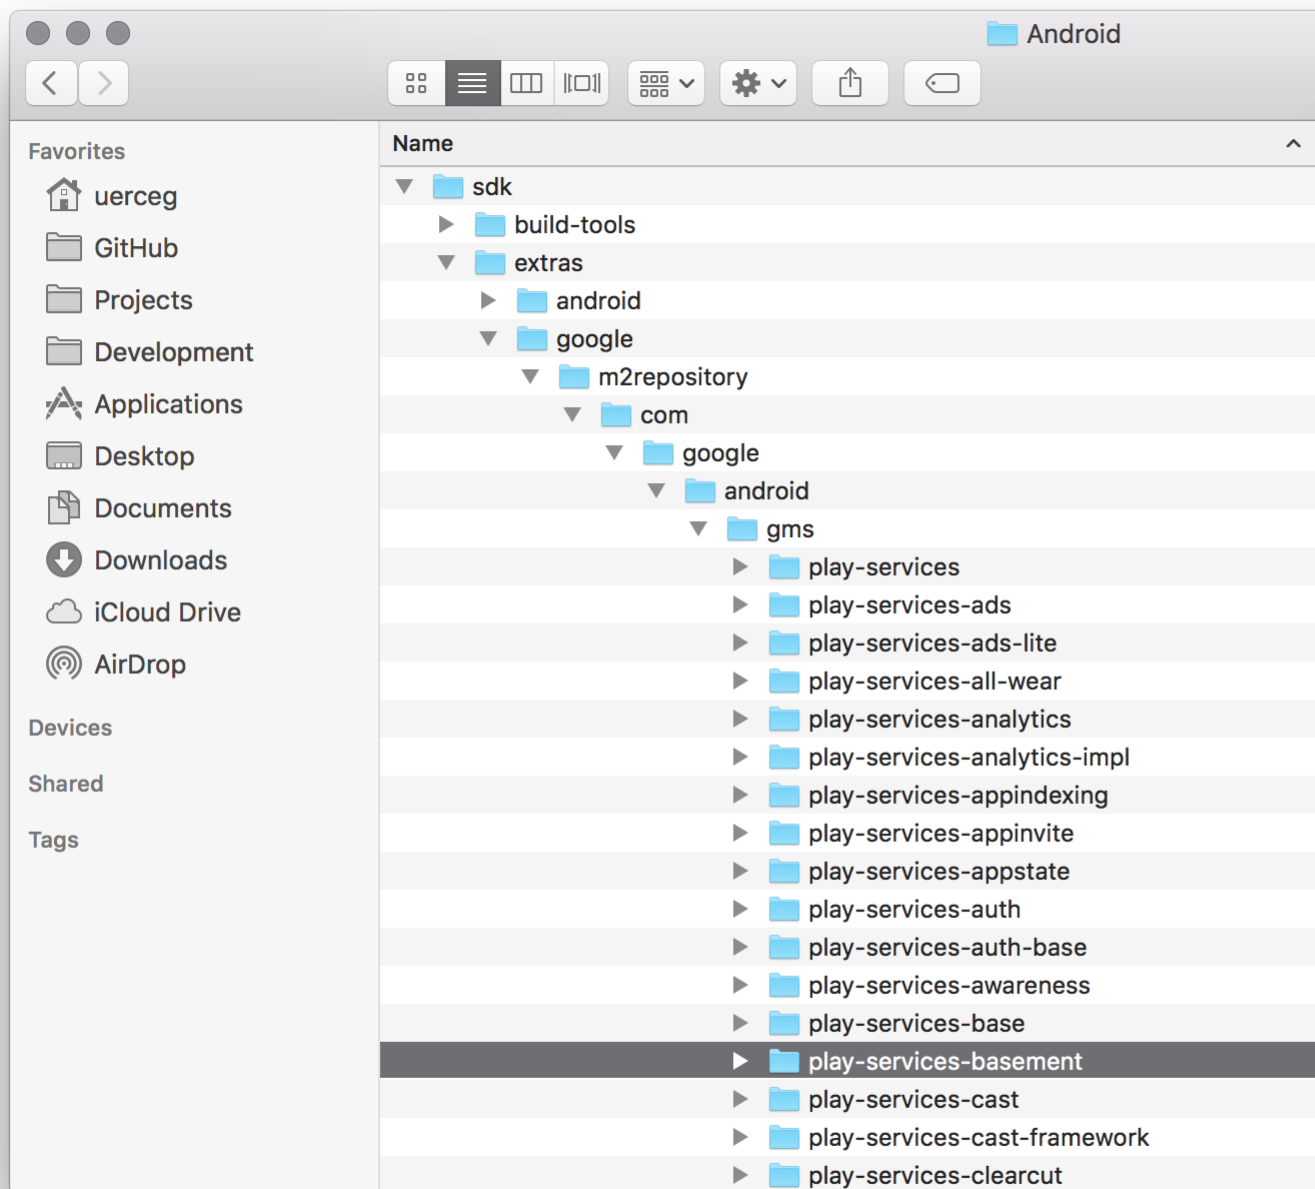 Android
Favorites
uerceg
GitHub
Projects
Development
Applications
Desktop
Documents
Downloads
iCloud Drive
AirDrop
Devices
Shared
Tags
Name
sdk
build-tools
extras
android
google
m2repository
com
google
android
gms
play-services
play-services-ads
play-services-ads-lite
play-services-all-wear
play-services-analytics
play-services-analytics-impl
play-services-appindexing
play-services-appinvite
play-services-appstate
play-services-auth
play-services-auth-base
play-services-awareness
play-services-base
play-services-basement
play-services-cast
play-services-cast-framework
play-services-clearcut